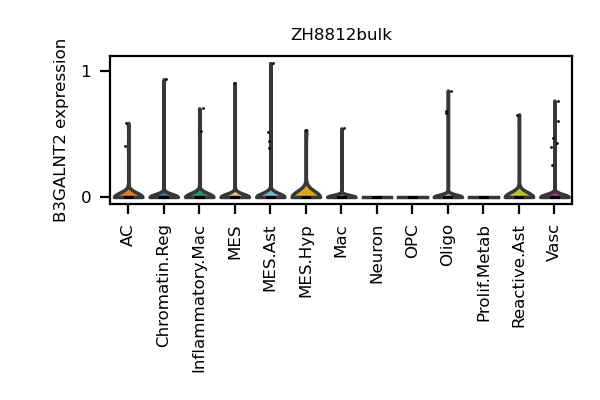 ZH8812bulk
B3GALNT2 expression
1
0
AC
Chromatin.Reg
Inflammatory.Mac
MES
MES.Ast
MES.Hyp
Mac
Neuron
OPC
Oligo
Prolif.Metab
Reactive.Ast
Vasc